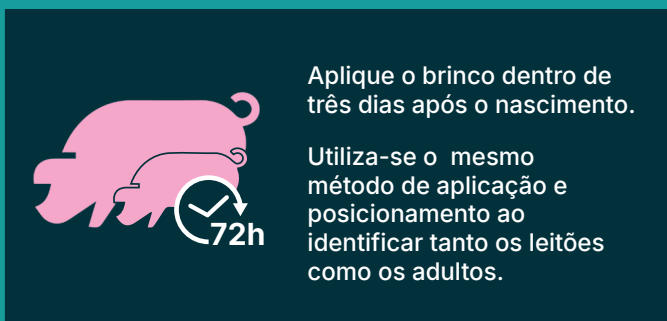 Aplique o brinco dentro de
três dias após o nascimento.
Utiliza-se o  mesmo
método de aplicação e
posicionamento ao
identificar tanto os leitões
como os adultos.
72h